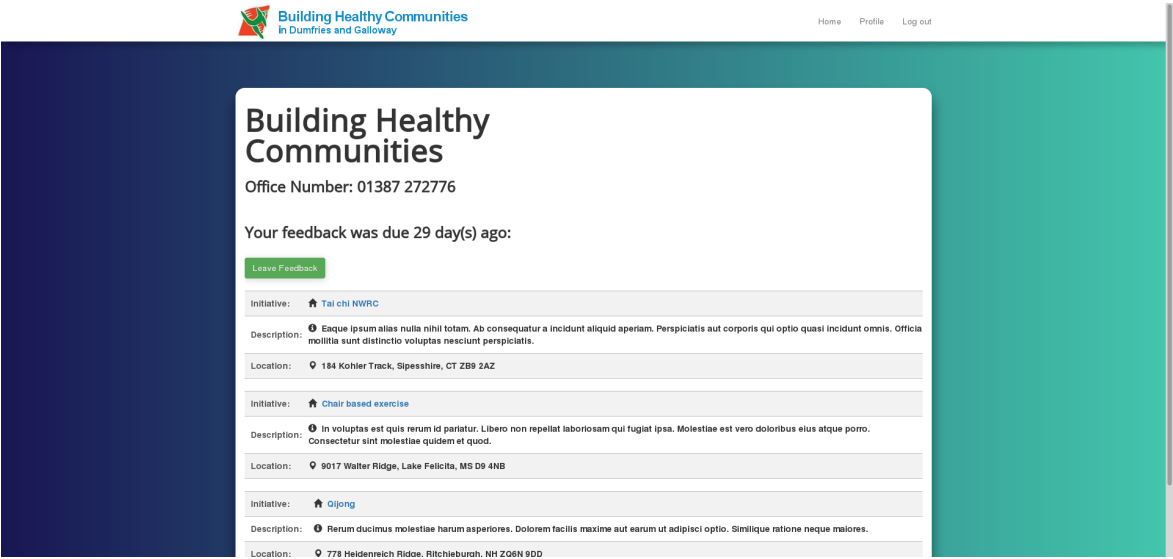 Building Healthy Communities
in Dumfries and Galloway
Home Profile Log out
Building Healthy
Communities
Office Number: 01387 272776
Your feedback was due 29 day(s) ago:
Leave Feedback
Initiative: Tai chi NWRC
Description: Eaque ipsum alias nulla nihil totam. Ab consequatur a incidunt aliquid aperiam. Perspiciatis aut corporis qui optio quasi incidunt omnis. Officia
mollitia sunt distinctio voluptas nesciunt perspiciatis.
Location: 184 Kohler Track, Sipesshire, CT ZB9 2AZ
Initiative: Chair based exercise
Description: In voluptas est quis rerum id pariatur. Libero non repellat laboriosam qui fugiat ipsa. Molestiae est vero doloribus eius atque porro.
Consectetur sint molestiae quidem et quod.
Location: 9017 Walter Ridge, Lake Felicita, MS D9 4NB
Initiative: Qijong
Description: Rerum ducimus molestiae harum asperiores. Dolorem facilis maxime aut earum ut adipisci optio. Similique ratione neque maiores.
Location: 778 Heidenreich Ridge, Ritchieburgh, NH ZG6N 9DD